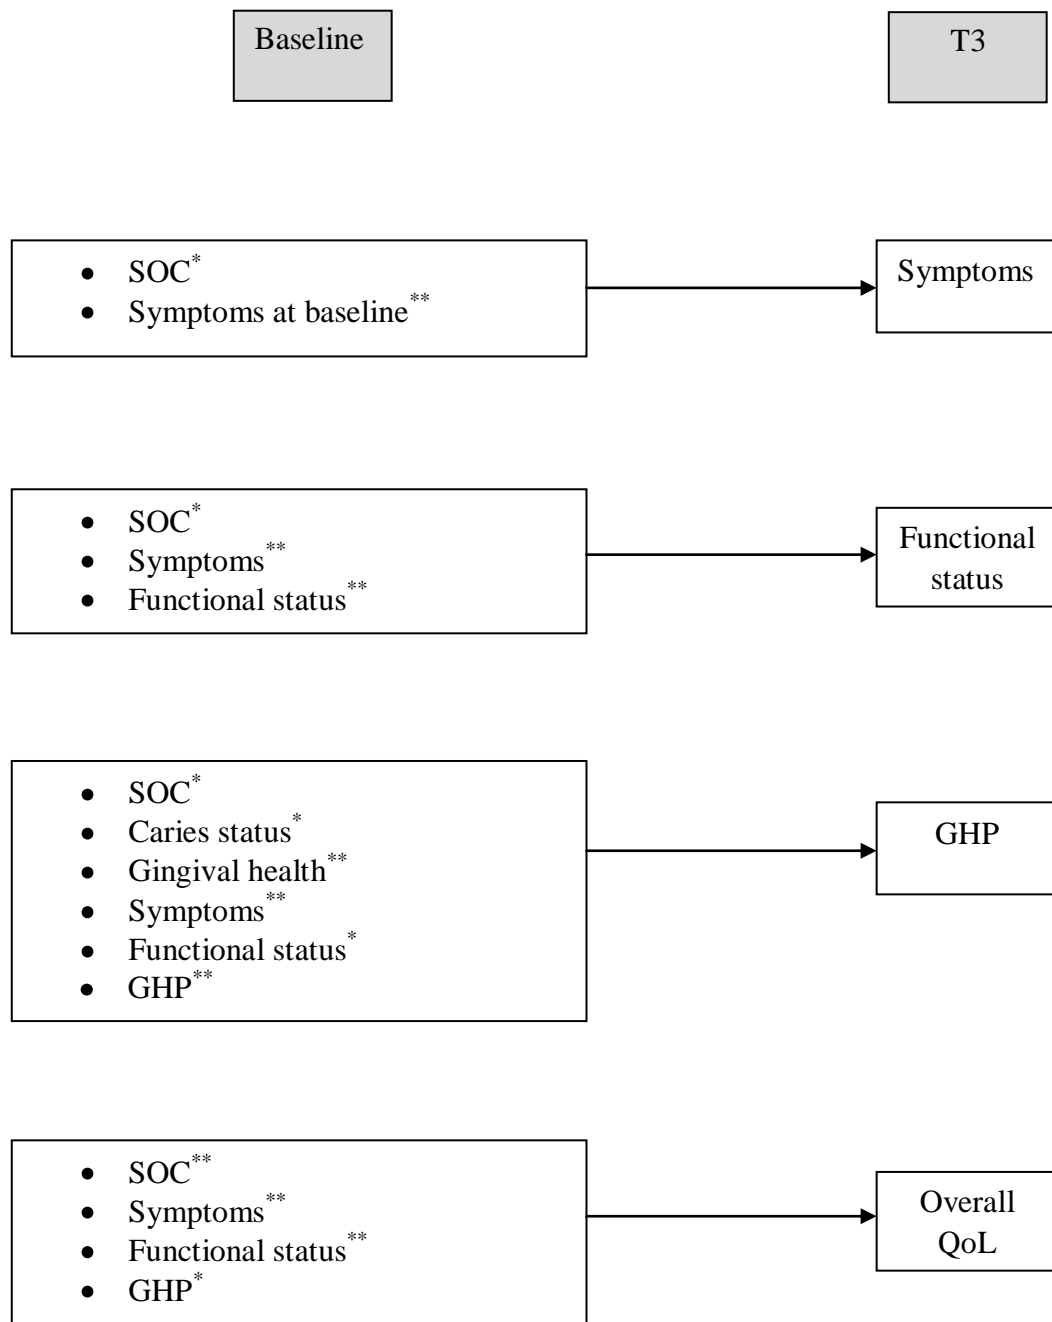 Baseline
T3
• SOC*
• Symptoms at baseline**
Symptoms
• SOC*
• Symptoms**
• Functional status**
Functional
status
• SOC*
• Caries status*
• Gingival health**
• Symptoms**
• Functional status*
• GHP**
GHP
• SOC**
• Symptoms**
• Functional status**
• GHP*
Overall
QoL